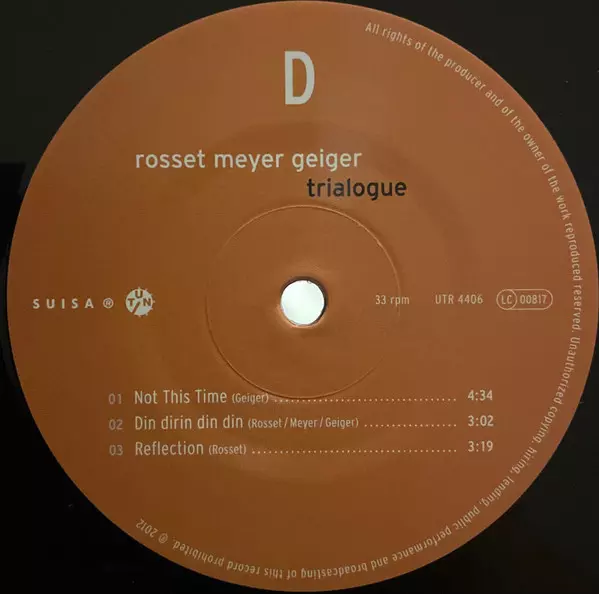 D
rosset meyer geiger
trialogue
SUISA ®
UTN
33 rpm
UTR 4406
LC 00817
01 Not This Time (Geiger) 4:34
02 Din dirin din din (Rosset / Meyer / Geiger) 3:02
03 Reflection (Rosset) 3:19
All rights of the producer and of the owner of the work reproduced reserved. Unauthorized copying, hiring, lending, public performance and broadcasting of this record prohibited. ℗ 2012